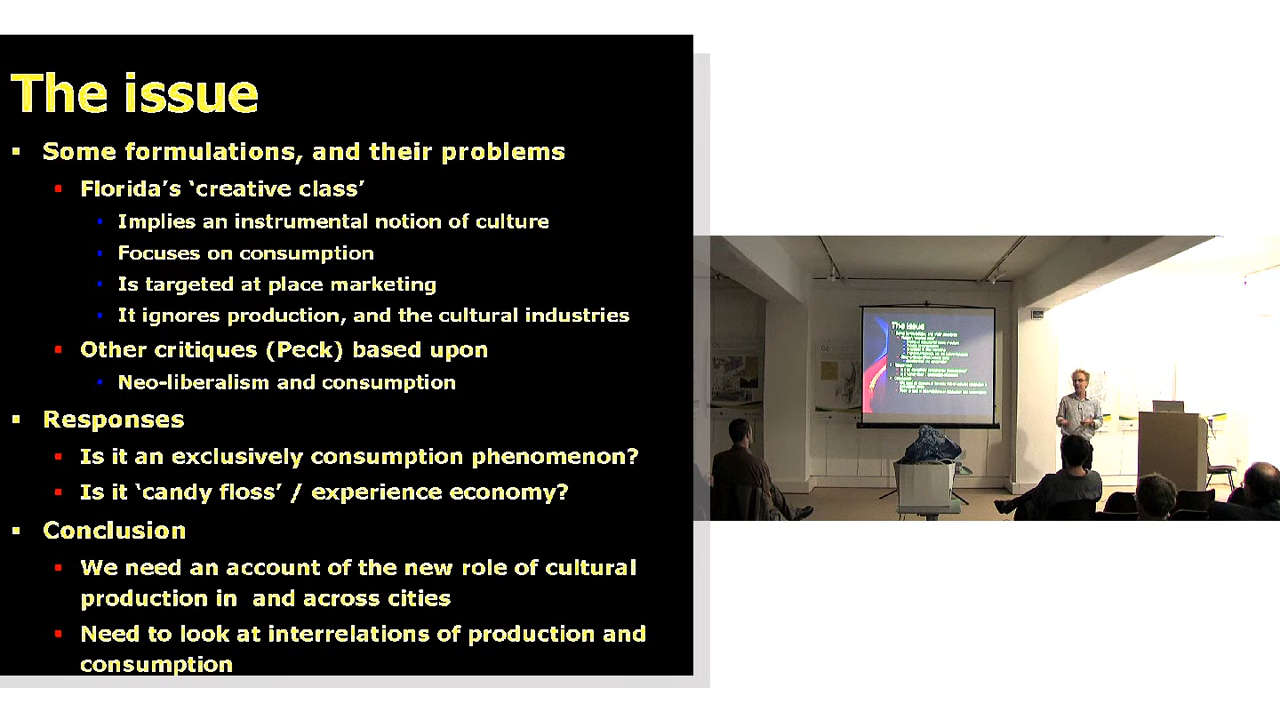 The issue
Some formulations, and their problems
Florida's ‘creative class’
Implies an instrumental notion of culture
Focuses on consumption
Is targeted at place marketing
It ignores production, and the cultural industries
Other critiques (Peck) based upon
Neo-liberalism and consumption
Responses
Is it an exclusively consumption phenomenon?
Is it ‘candy floss’ / experience economy?
Conclusion
We need an account of the new role of cultural
production in  and across cities
Need to look at interrelations of production and
consumption
The issue